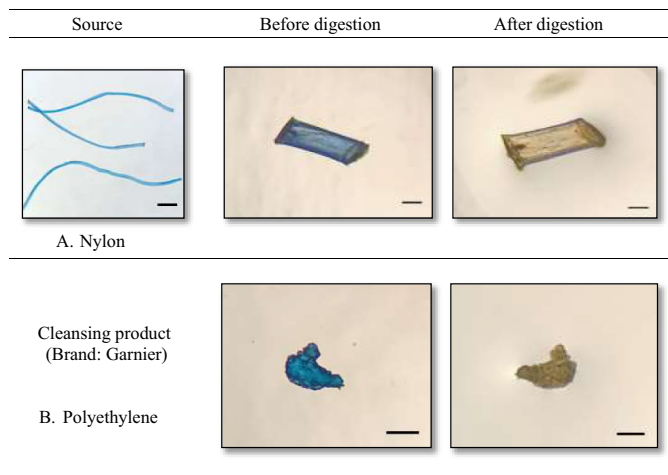 Source Before digestion After digestion
A. Nylon
Cleansing product
(Brand: Garnier)
B. Polyethylene